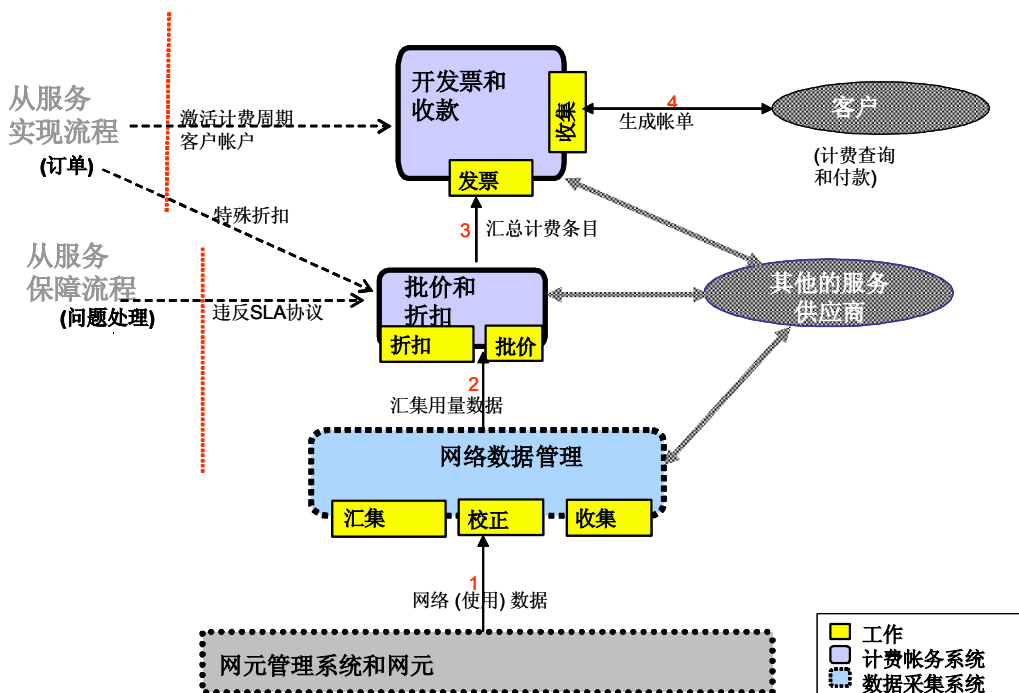 从服务
实现流程
(订单)
激活计费周期
客户帐户
开发票和
收款
收集
发票
4
生成帐单
客户
(计费查询
和付款)
特殊折扣
3
汇总计费条目
从服务
保障流程
(问题处理)
违反SLA协议
批价和
折扣
折扣
批价
其他的服务
供应商
2
汇集用量数据
网络数据管理
汇集
校正
收集
1
网络 (使用) 数据
网元管理系统和网元
工作
计费帐务系统
数据采集系统